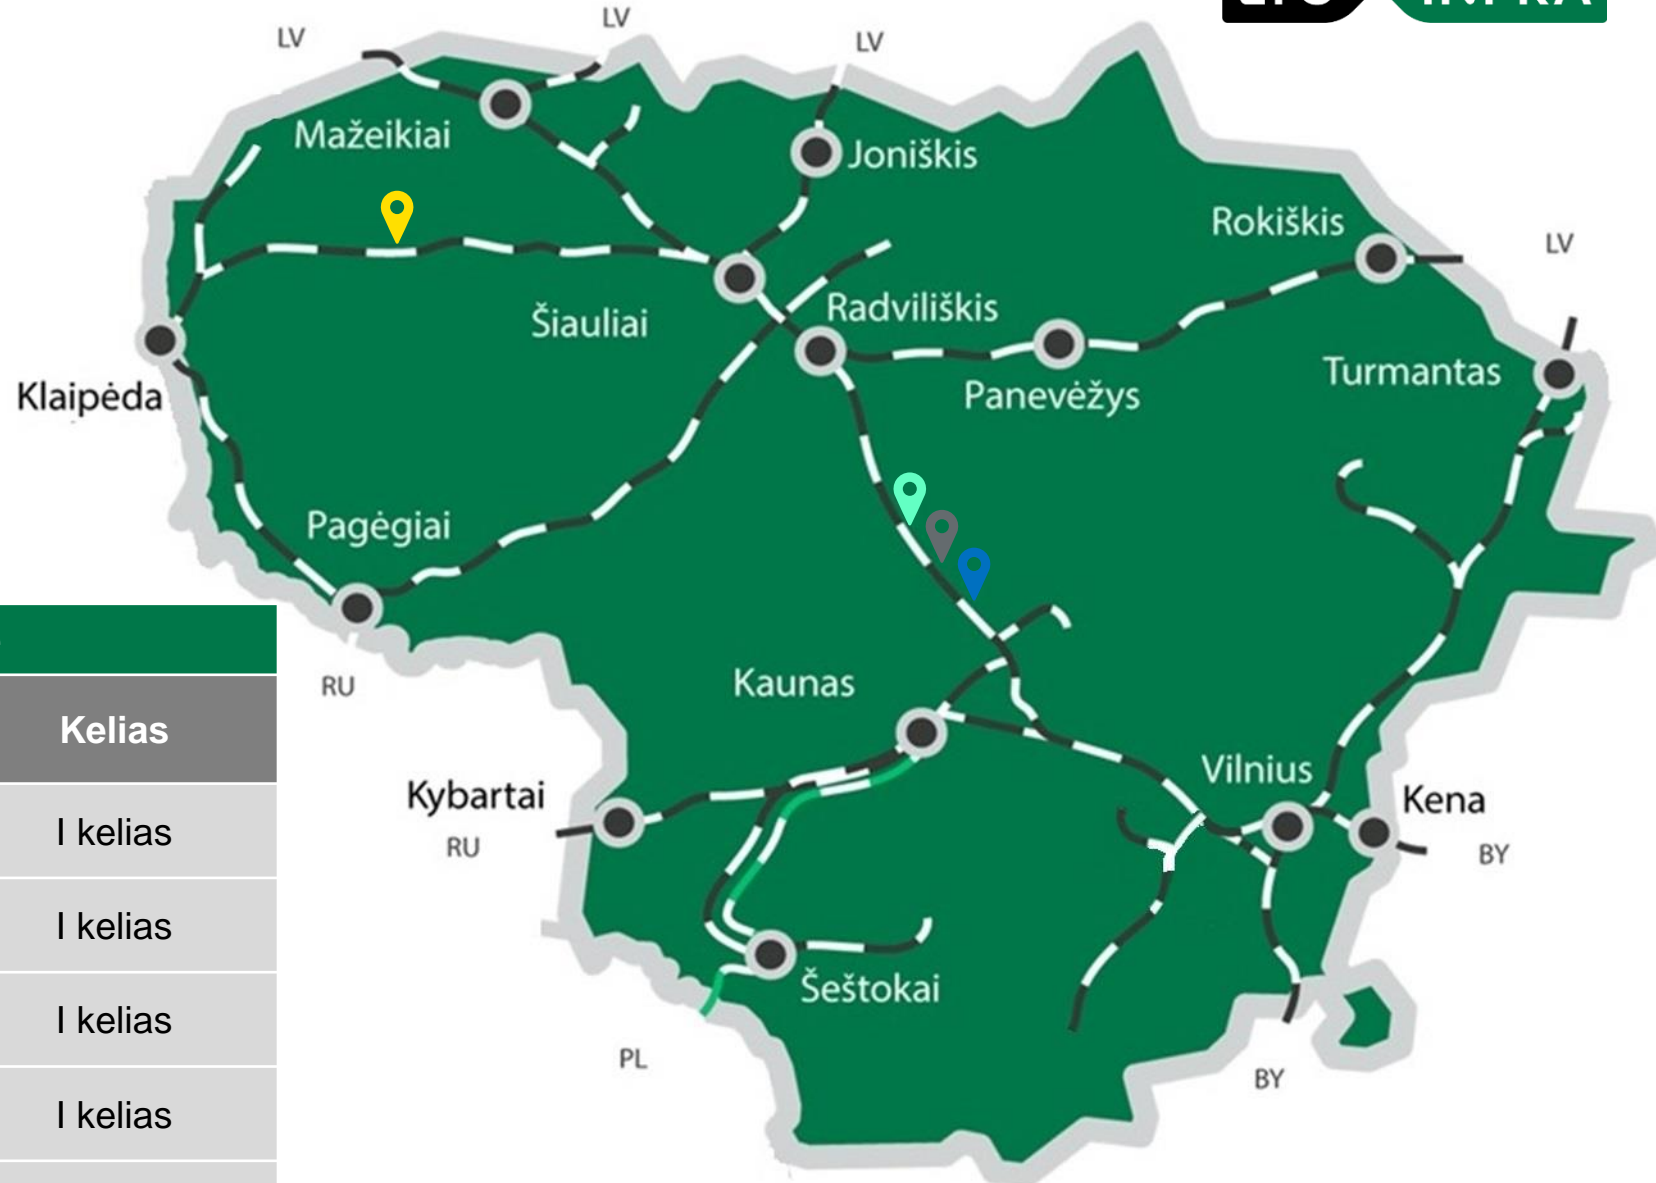 LV
LV
LV
Mažeikiai
Joniškis
Rokiškis
LV
Šiauliai
Radviliškis
Turmantas
Klaipėda
Panevėžys
Pagėgiai
RU
Kaunas
Kelias
Vilnius
Kybartai
Kena
I kelias
RU
BY
I kelias
Šeštokai
I kelias
PL
BY
I kelias